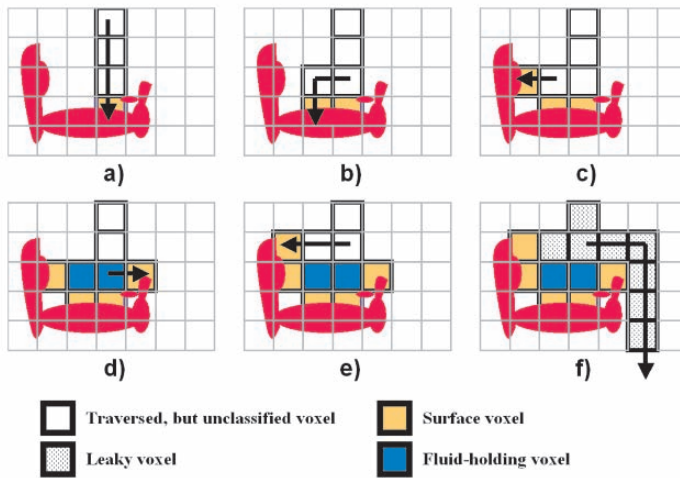 a) b) c)
d) e) f)
Traversed, but unclassified voxel Surface voxel
Leaky voxel Fluid-holding voxel